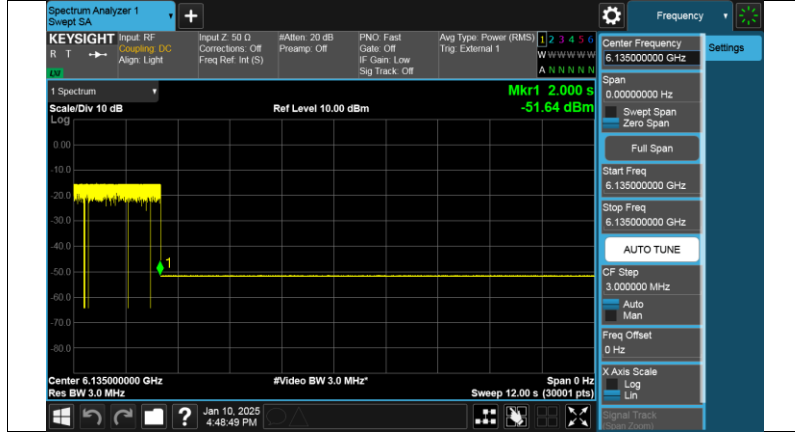 Spectrum Analyzer 1
Swept SA
Frequency
KEYSIGHT
R T
LXI
Input: RF
Coupling: DC
Align: Light
Input Z: 50 Ω
Corrections: Off
Freq Ref: Int (S)
#Atten: 20 dB
Preamp: Off
PNO: Fast
Gate: Off
IF Gain: Low
Sig Track: Off
Avg Type: Power (RMS)
Trig: External 1
1 2 3 4 5 6
W W W W W W
A N N N N N
1 Spectrum
Scale/Div 10 dB
Log
Ref Level 10.00 dBm
Mkr1 2.000 s
-51.64 dBm
0.00
-10.0
-20.0
-30.0
-40.0
-50.0
-60.0
-70.0
-80.0
1
Center 6.135000000 GHz
Res BW 3.0 MHz
#Video BW 3.0 MHz*
Span 0 Hz
Sweep 12.00 s (30001 pts)
Jan 10, 2025
4:48:49 PM
?
Center Frequency
6.135000000 GHz
Settings
Span
0.00000000 Hz
Swept Span
Zero Span
Full Span
Start Freq
6.135000000 GHz
Stop Freq
6.135000000 GHz
AUTO TUNE
CF Step
3.000000 MHz
Auto
Man
Freq Offset
0 Hz
X Axis Scale
Log
Lin
Signal Track
(Span Zoom)